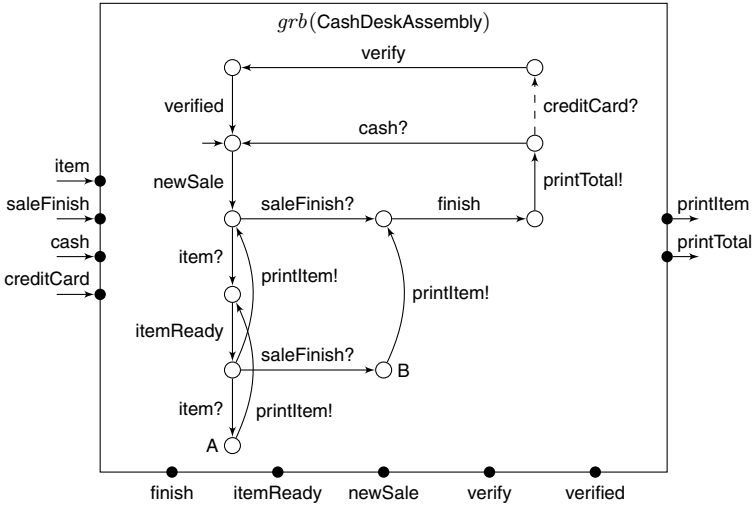 grb(CashDeskAssembly)
verify
verified
creditCard?
cash?
item
newSale
printTotal!
saleFinish
saleFinish?
finish
printItem
cash
item?
printItem!
printTotal
creditCard
printItem!
itemReady
saleFinish?
B
item?
printItem!
A
finish
itemReady
newSale
verify
verified